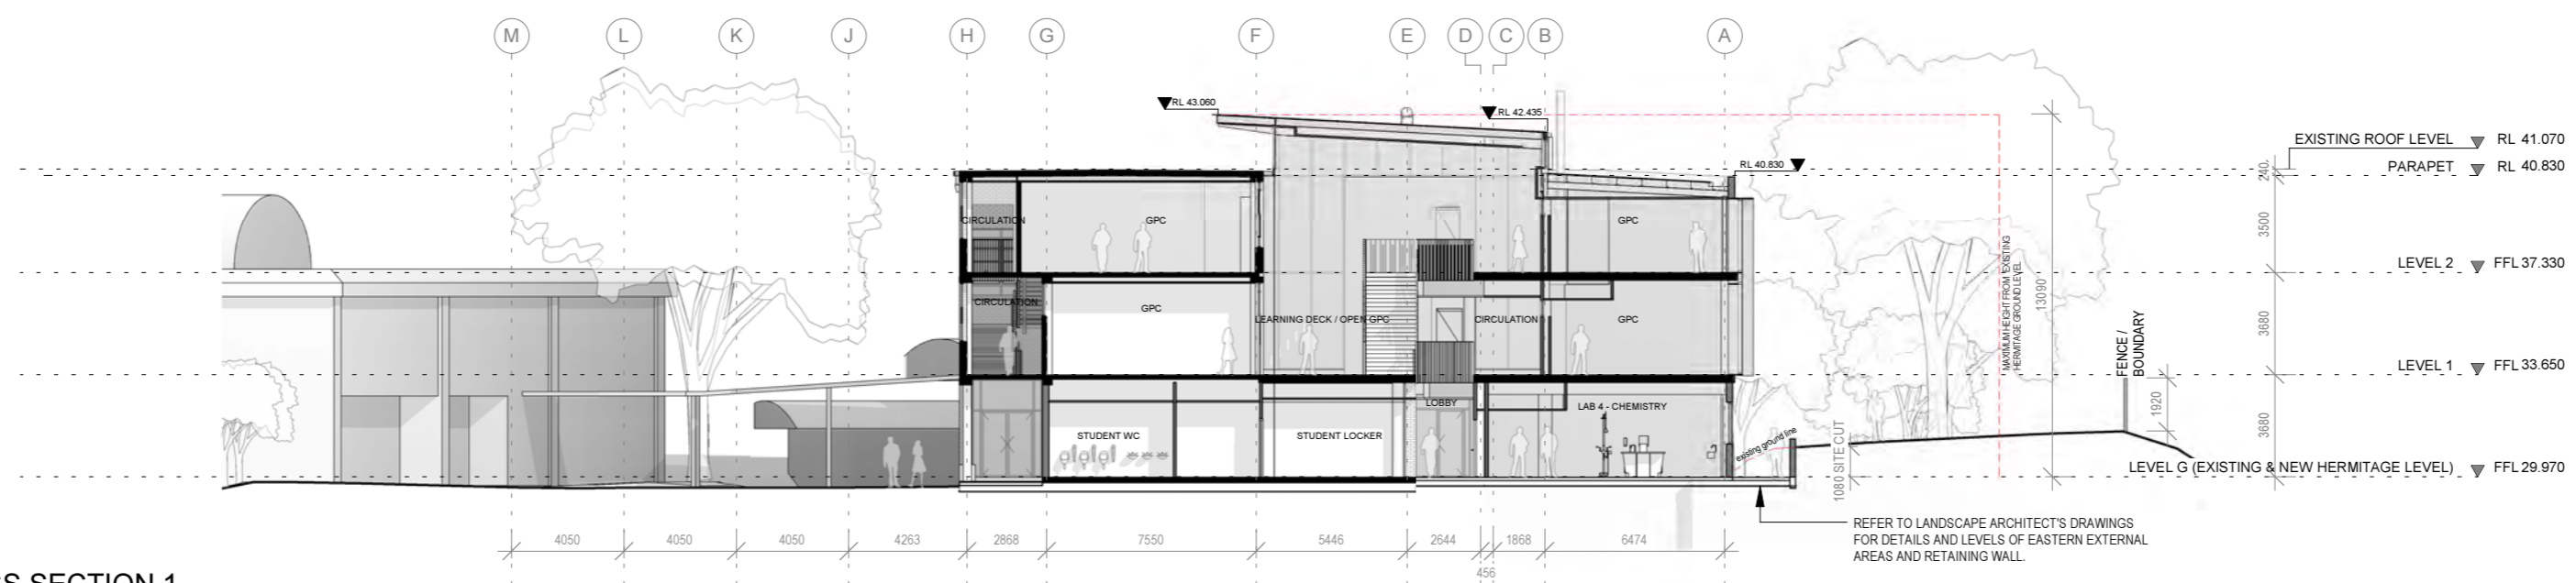 M L K J H G F E D C B A
RL 43.060
RL 42.435
RL 40.830
EXISTING ROOF LEVEL RL 41.070
PARAPET RL 40.830
240
CIRCULATION GPC GPC
3500
LEVEL 2 FFL 37.330
MAXIMUM HEIGHT FROM EXISTING
HERMITAGE GROUND LEVEL
13090
CIRCULATION GPC LEARNING DECK / OPEN GPC CIRCULATION GPC
3680
FENCE /
BOUNDARY
LEVEL 1 FFL 33.650
1920
LOBBY LAB 4 - CHEMISTRY
STUDENT WC STUDENT LOCKER
existing ground line
3680
1080 SITE CUT
LEVEL G (EXISTING & NEW HERMITAGE LEVEL) FFL 29.970
REFER TO LANDSCAPE ARCHITECT'S DRAWINGS
FOR DETAILS AND LEVELS OF EASTERN EXTERNAL
AREAS AND RETAINING WALL.
4050 4050 4050 4263 2868 7550 5446 2644 1868 6474
456
SECTION 1